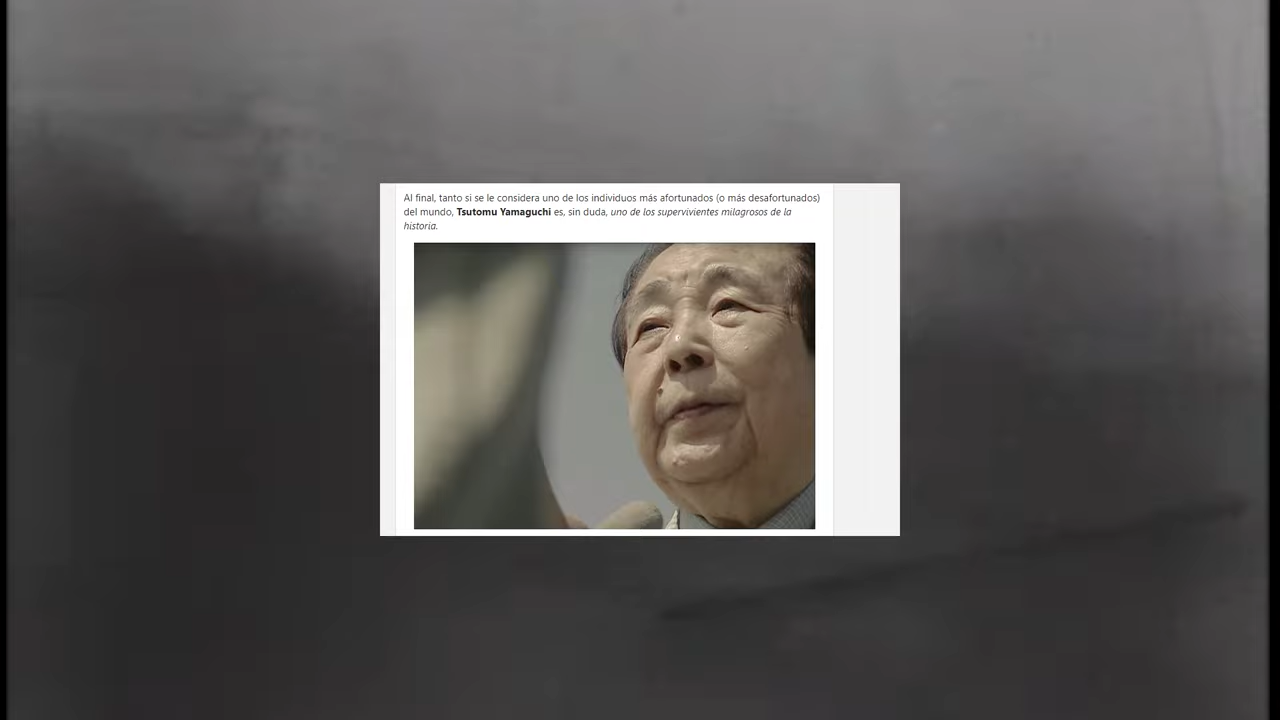 Al final, tanto si se le considera uno de los individuos más afortunados (o más desafortunados)
del mundo, Tsutomu Yamaguchi es, sin duda, uno de los supervivientes milagrosos de la
historia.